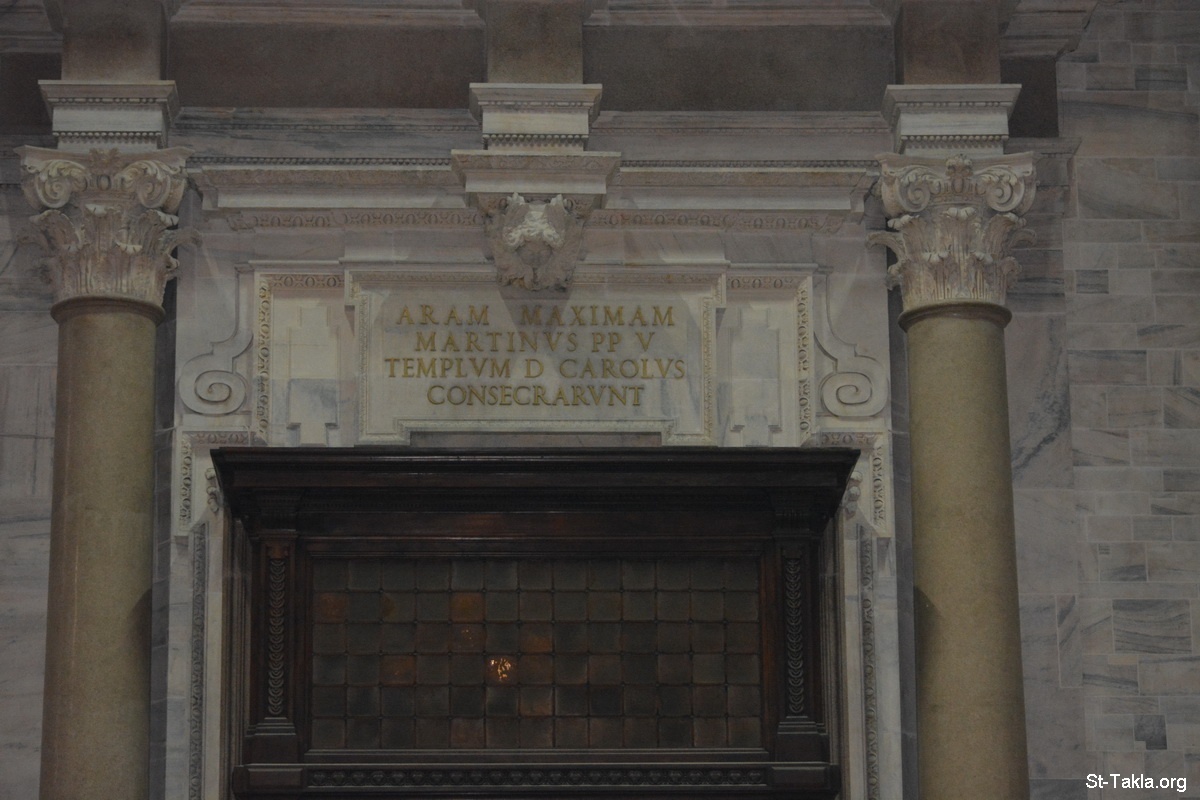 ARAM MAXIMAM
MARTINVS PP V
TEMPLVM D CAROLVS
CONSECRARVNT
St-Takla.org